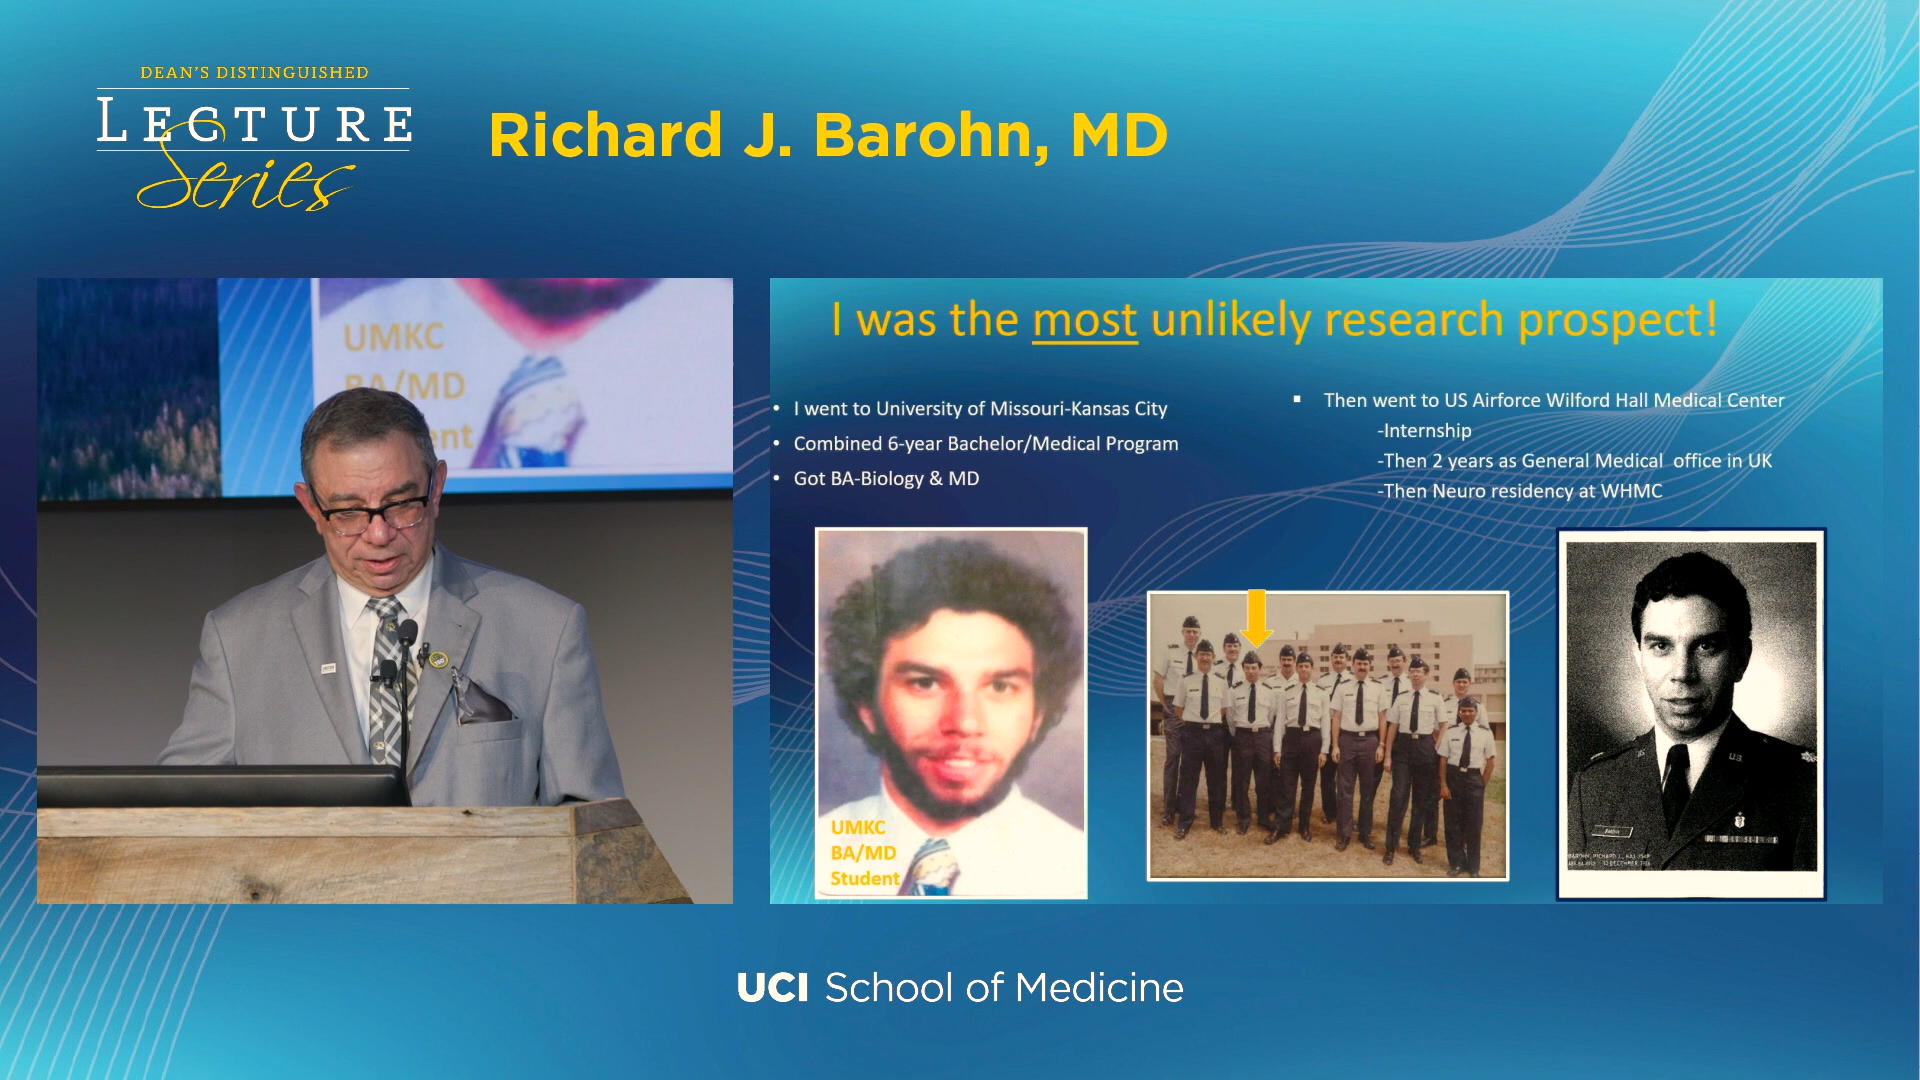 DEAN'S DISTINGUISHED
LECTURE
Series
Richard J. Barohn, MD
UMKC
BA/MD
ent
I was the most unlikely research prospect!
• I went to University of Missouri-Kansas City
• Combined 6-year Bachelor/Medical Program
• Got BA-Biology & MD
▪ Then went to US Airforce Wilford Hall Medical Center
-Internship
-Then 2 years as General Medical office in UK
-Then Neuro residency at WHMC
UMKC
BA/MD
Student
U.S.
UCI School of Medicine